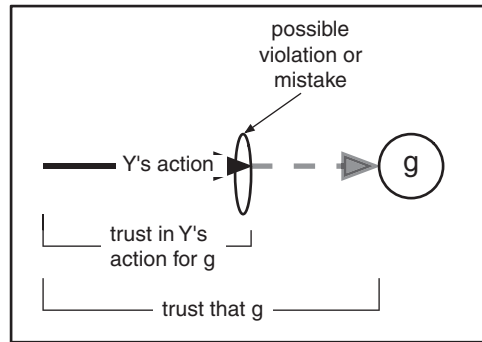 possible
violation or
mistake
Y's action
g
trust in Y's
action for g
trust that g